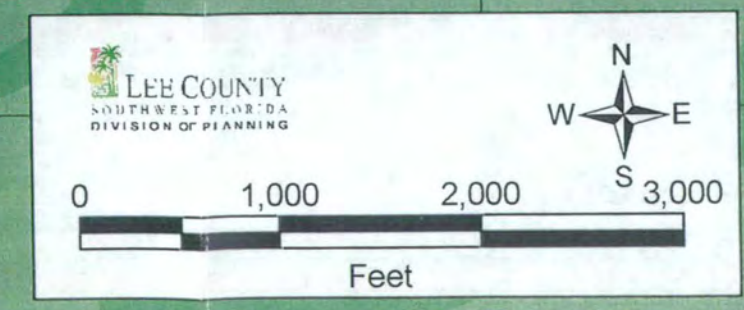 LEE COUNTY
SOUTHWEST FLORIDA
DIVISION OF PLANNING
N
W E
S
0 1,000 2,000 3,000
Feet